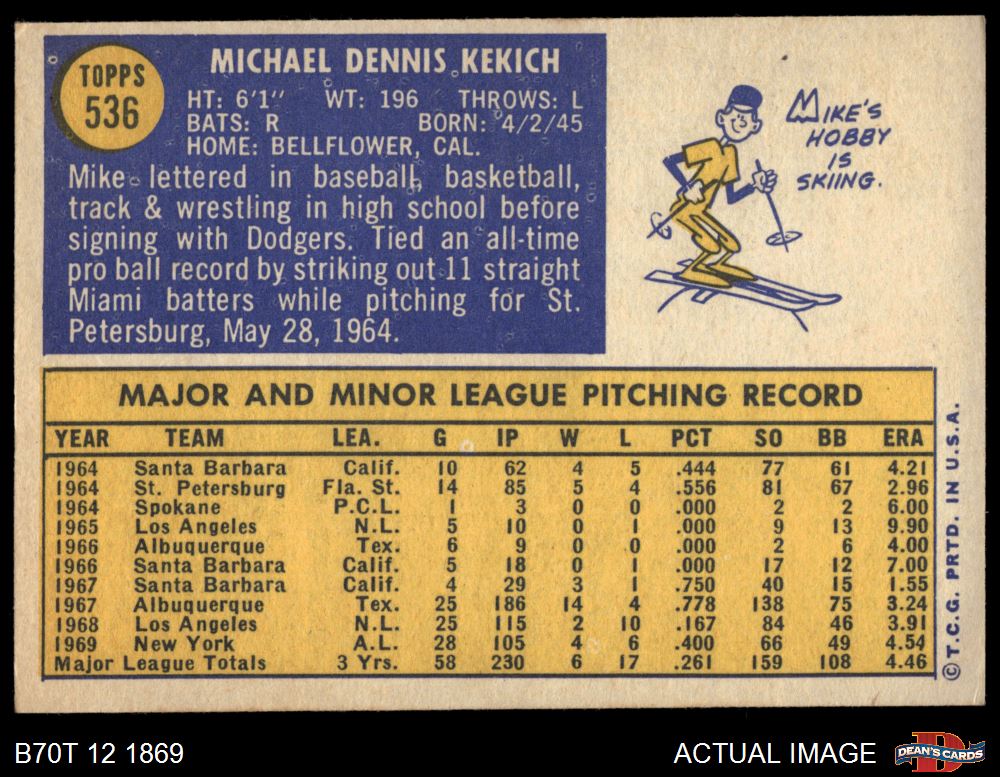 TOPPS
536
MICHAEL DENNIS KEKICH
HT: 6'1" WT: 196 THROWS: L
BATS: R BORN: 4/2/45
HOME: BELLFLOWER, CAL.
Mike lettered in baseball, basketball,
track & wrestling in high school before
signing with Dodgers. Tied an all-time
pro ball record by striking out 11 straight
Miami batters while pitching for St.
Petersburg, May 28, 1964.
MIKE'S
HOBBY
IS
SKIING.
MAJOR AND MINOR LEAGUE PITCHING RECORD
YEAR TEAM LEA. G IP W L PCT SO BB ERA
1964 Santa Barbara Calif. 10 62 4 5 .444 77 61 4.21
1964 St. Petersburg Fla. St. 14 85 5 4 .556 81 67 2.96
1964 Spokane P.C.L. 1 3 0 0 .000 2 2 6.00
1965 Los Angeles N.L. 5 10 0 1 .000 9 13 9.90
1966 Albuquerque Tex. 6 9 0 0 .000 2 6 4.00
1966 Santa Barbara Calif. 5 18 0 1 .000 17 12 7.00
1967 Santa Barbara Calif. 4 29 3 1 .750 40 15 1.55
1967 Albuquerque Tex. 25 186 14 4 .778 138 75 3.24
1968 Los Angeles N.L. 25 115 2 10 .167 84 46 3.91
1969 New York A.L. 28 105 4 6 .400 66 49 4.54
Major League Totals 3 Yrs. 58 230 6 17 .261 159 108 4.46
© T.C.G. PRTD. IN U.S.A.
B70T 12 1869
ACTUAL IMAGE
D
DEAN'S CARDS